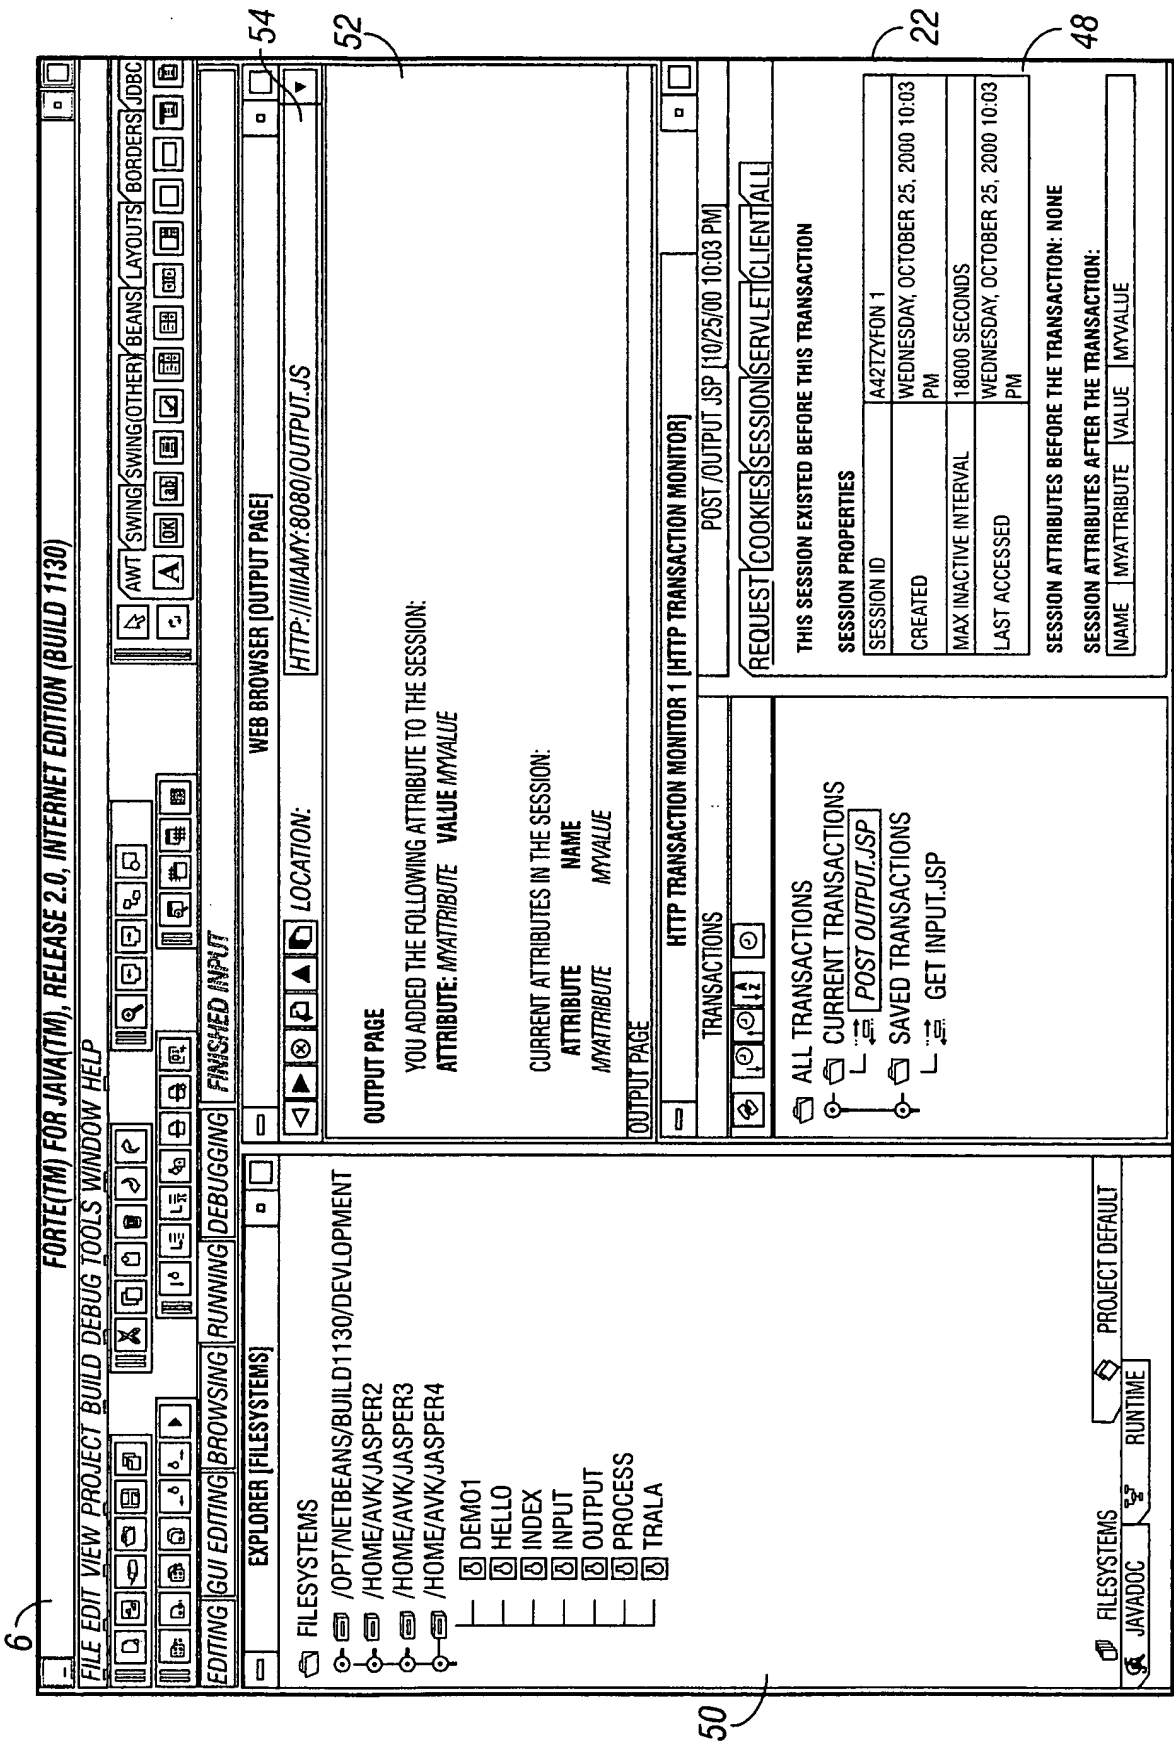 6
FORTE(TM) FOR JAVA(TM), RELEASE 2.0, INTERNET EDITION (BUILD 1130)
FILE EDIT VIEW PROJECT BUILD DEBUG TOOLS WINDOW HELP
AWT SWING SWING(OTHER) BEANS LAYOUTS BORDERS JDBC
A OK ab
EDITING GUI EDITING BROWSING RUNNING DEBUGGING FINISHED INPUT
EXPLORER [FILESYSTEMS]
FILESYSTEMS
/OPT/NETBEANS/BUILD1130/DEVLOPMENT
/HOME/AVK/JASPER2
/HOME/AVK/JASPER3
/HOME/AVK/JASPER4
DEMO1
HELLO
INDEX
INPUT
OUTPUT
PROCESS
TRALA
50
FILESYSTEMS
PROJECT DEFAULT
JAVADOC
RUNTIME
WEB BROWSER [OUTPUT PAGE]
54
LOCATION: HTTP://IIIIIAMY:8080/OUTPUT.JS
52
OUTPUT PAGE
YOU ADDED THE FOLLOWING ATTRIBUTE TO THE SESSION:
ATTRIBUTE: MYATTRIBUTE VALUE MYVALUE
CURRENT ATTRIBUTES IN THE SESSION:
ATTRIBUTE NAME
MYATTRIBUTE MYVALUE
OUTPUT PAGE
HTTP TRANSACTION MONITOR 1 [HTTP TRANSACTION MONITOR]
TRANSACTIONS
A
Z
ALL TRANSACTIONS
CURRENT TRANSACTIONS
POST OUTPUT.JSP
SAVED TRANSACTIONS
GET INPUT.JSP
POST /OUTPUT JSP [10/25/00 10:03 PM]
REQUEST COOKIES SESSION SERVLET CLIENT ALL
THIS SESSION EXISTED BEFORE THIS TRANSACTION
SESSION PROPERTIES
SESSION ID A42TZYFON 1
CREATED WEDNESDAY, OCTOBER 25, 2000 10:03 PM
MAX INACTIVE INTERVAL 18000 SECONDS
LAST ACCESSED WEDNESDAY, OCTOBER 25, 2000 10:03 PM
22
48
SESSION ATTRIBUTES BEFORE THE TRANSACTION: NONE
SESSION ATTRIBUTES AFTER THE TRANSACTION:
NAME MYATTRIBUTE VALUE MYVALUE